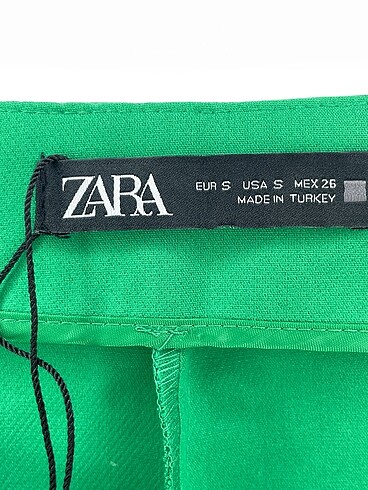 ZARA
EUR S USA S MEX 26
MADE IN TURKEY